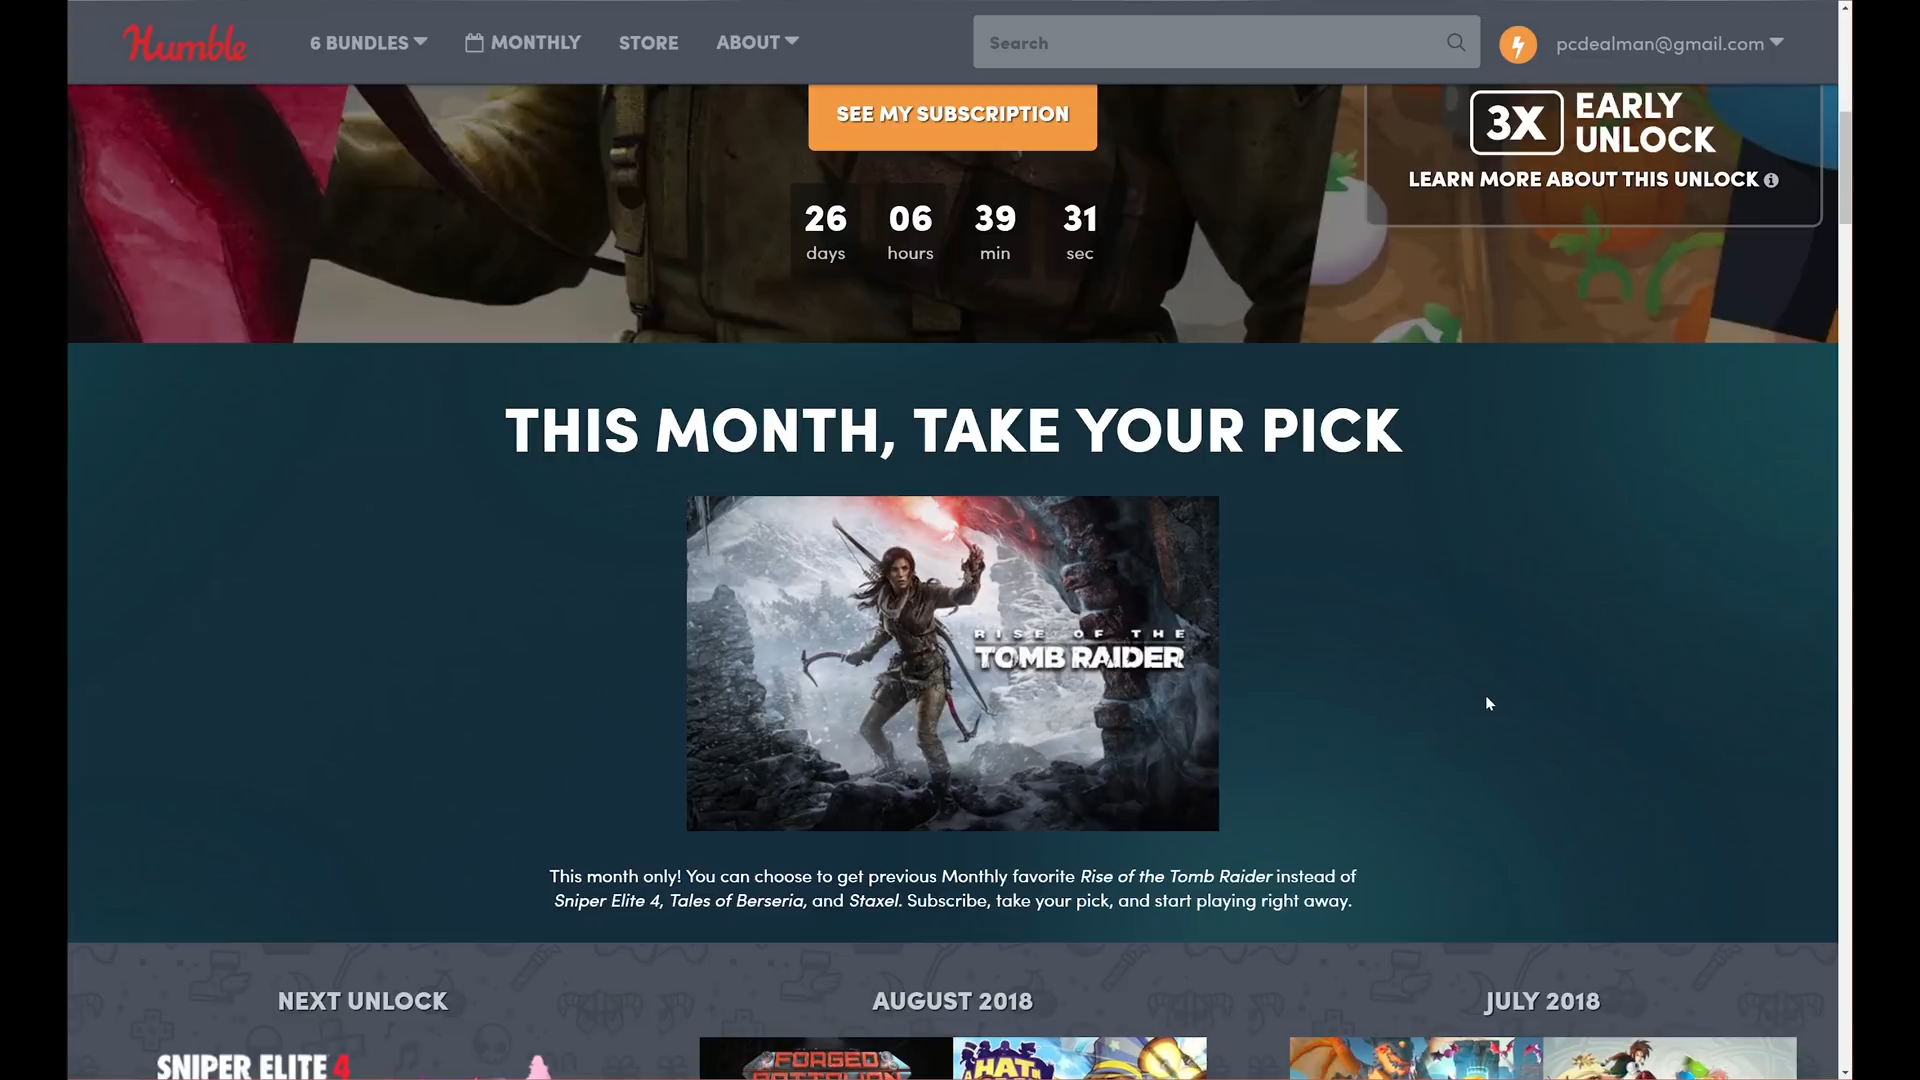 Humble
6 BUNDLES
MONTHLY
STORE
ABOUT
Search
pcdealman@gmail.com
SEE MY SUBSCRIPTION
3X
EARLY
UNLOCK
LEARN MORE ABOUT THIS UNLOCK
26
06
39
31
days
hours
min
sec
THIS MONTH, TAKE YOUR PICK
RISE OF THE
TOMB RAIDER
This month only! You can choose to get previous Monthly favorite Rise of the Tomb Raider instead of
Sniper Elite 4, Tales of Berseria, and Staxel. Subscribe, take your pick, and start playing right away.
NEXT UNLOCK
AUGUST 2018
JULY 2018
SNIPER ELITE 4
FORGED
BATTALION
HAT